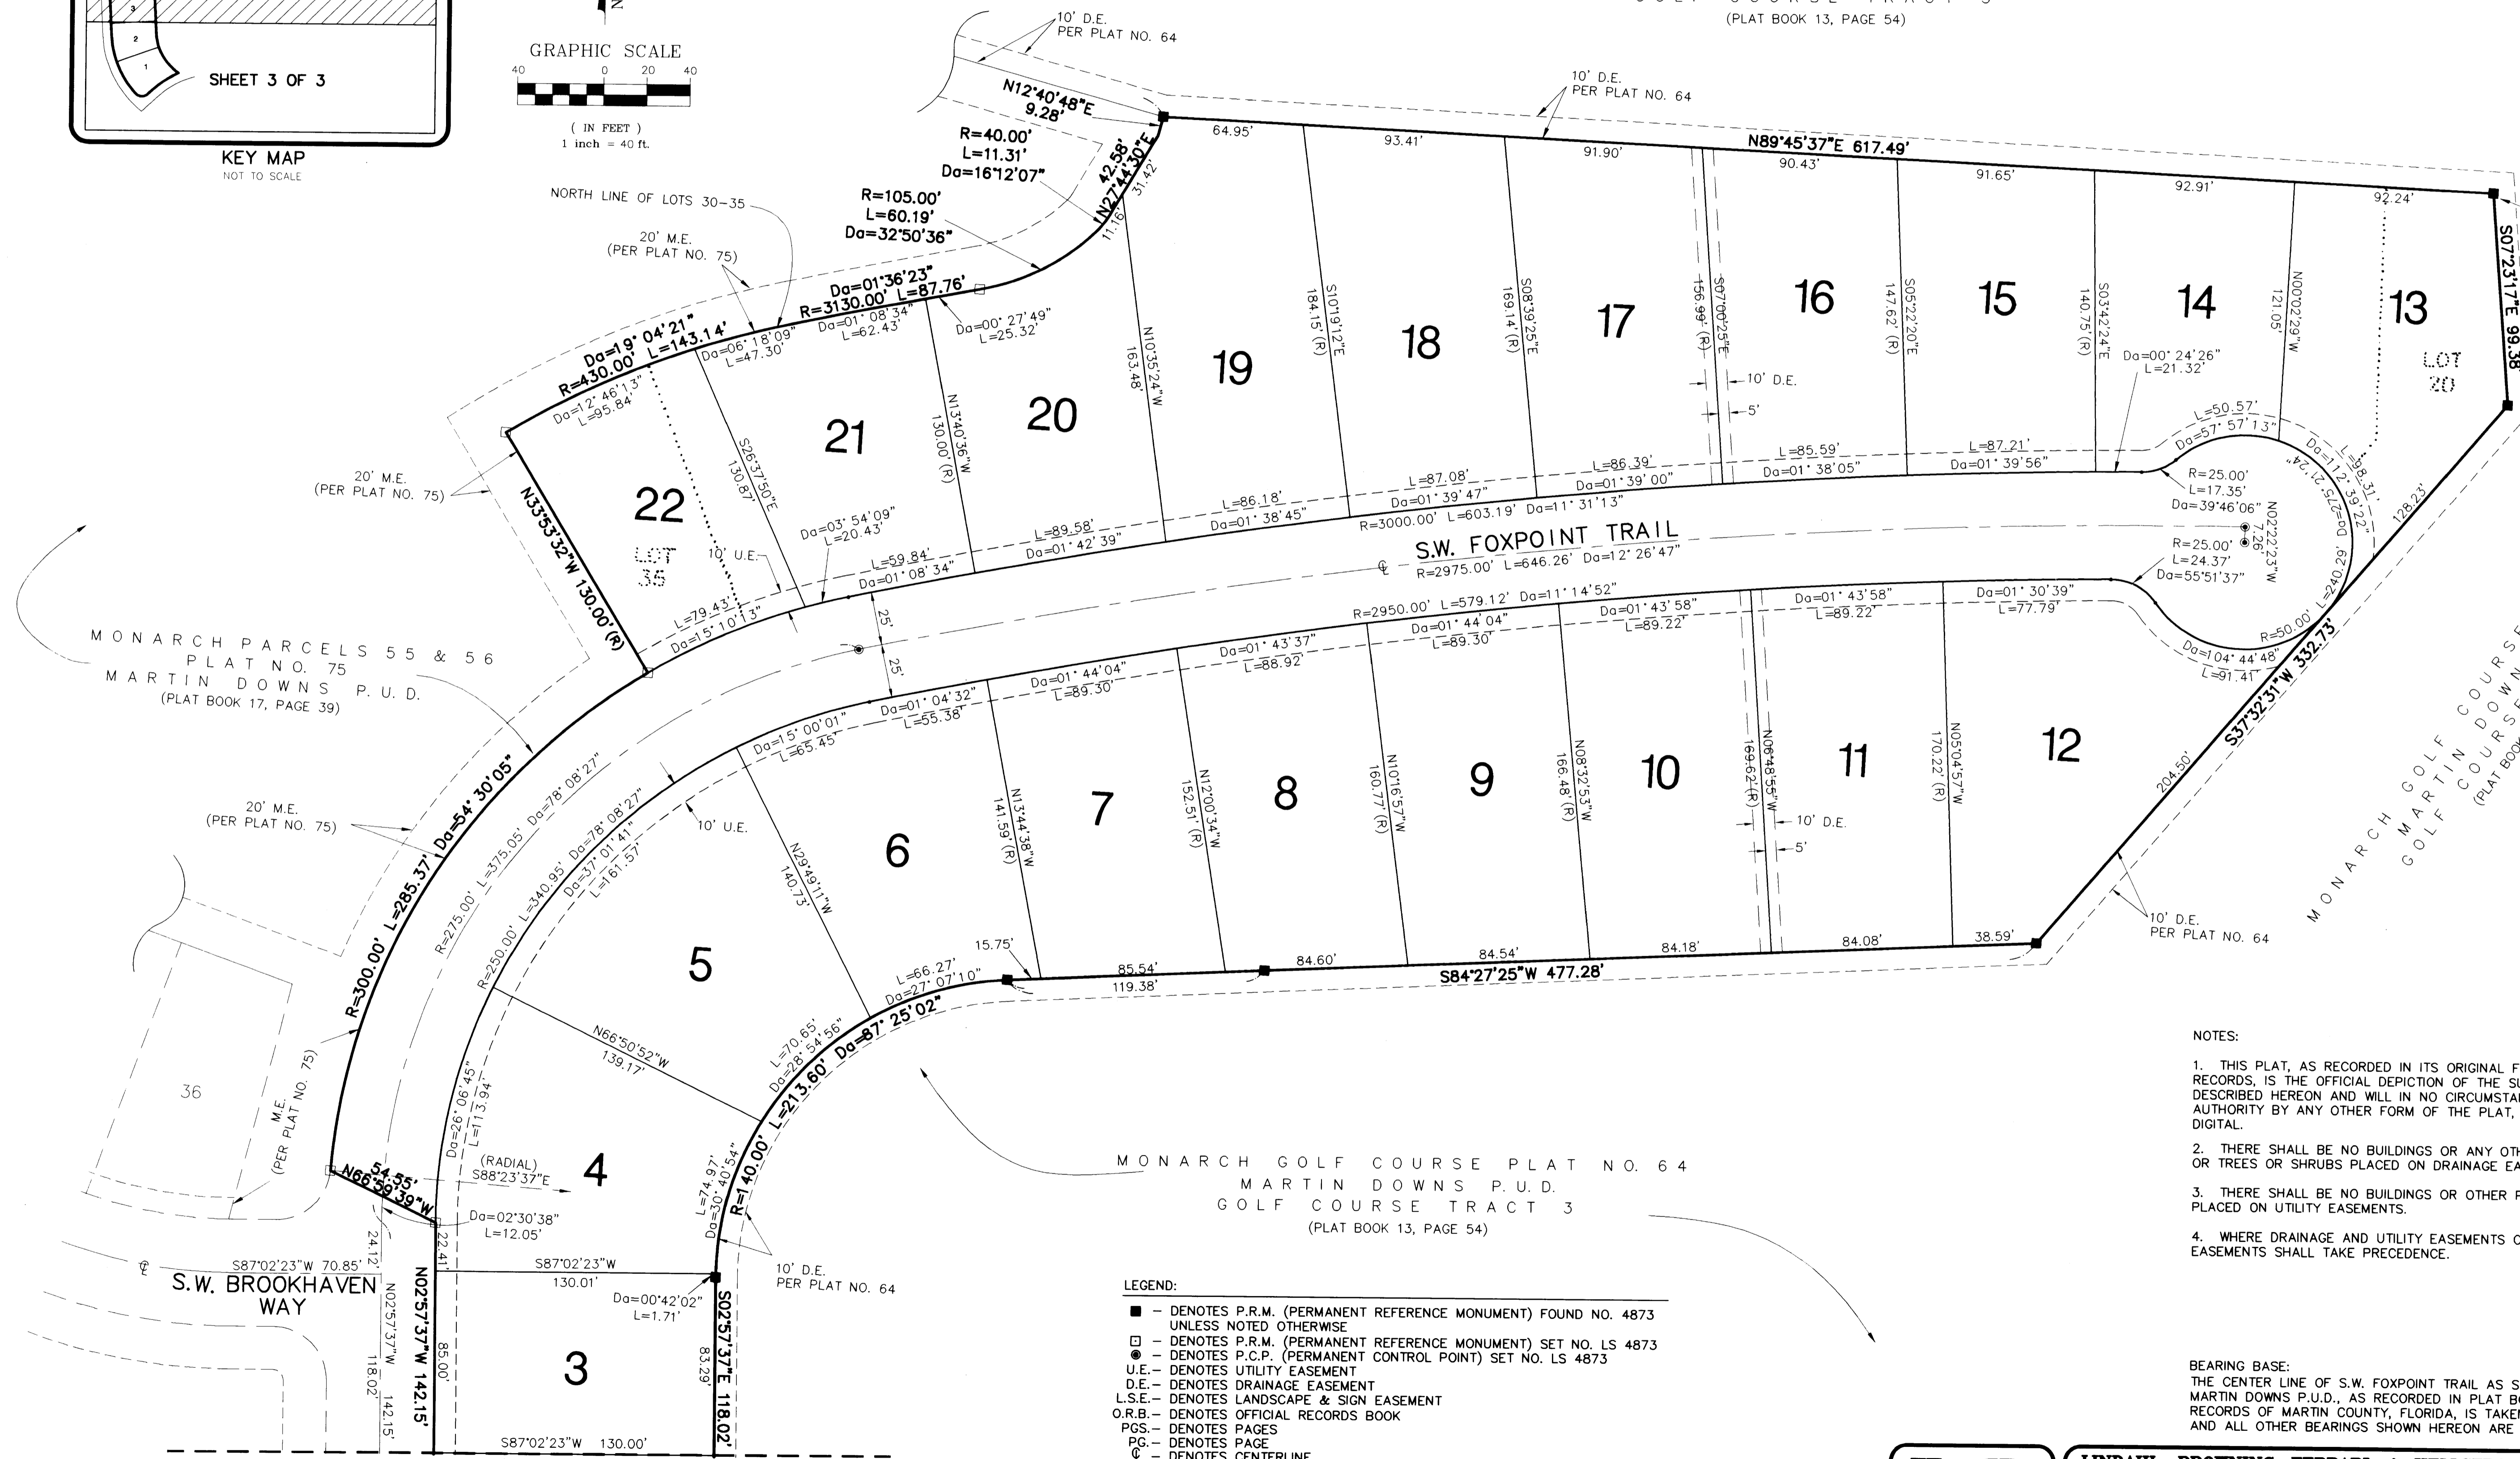 3
2
1
SHEET 3 OF 3
KEY MAP
NOT TO SCALE
N
GRAPHIC SCALE
40 0 20 40
( IN FEET )
1 inch = 40 ft.
(PLAT BOOK 13, PAGE 54)
10' D.E.
PER PLAT NO. 64
N12°40'48"E
9.28'
R=40.00'
L=11.31'
Da=16°12'07"
42.58'
N27°44'30"E
31.42'
11.16'
R=105.00'
L=60.19'
Da=32°50'36"
NORTH LINE OF LOTS 30-35
20' M.E.
(PER PLAT NO. 75)
10' D.E.
PER PLAT NO. 64
N89°45'37"E 617.49'
64.95'
93.41'
91.90'
90.43'
91.65'
92.91'
92.24'
S07°23'17"E 99.38'
Da=01°36'23"
R=3130.00' L=87.76'
Da=19°04'21"
R=430.00' L=143.14'
Da=12°46'13"
L=95.84'
Da=06°18'09"
L=47.30'
Da=01°08'34"
L=62.43'
Da=00°27'49"
L=25.32'
20' M.E.
(PER PLAT NO. 75)
N33°53'32"W 130.00' (R)
22
LOT
35
10' U.E.
S26°37'50"E
130.87'
21
N13°40'36"W
130.00' (R)
20
N10°35'24"W
163.48'
19
S10°19'12"E
184.15' (R)
18
S08°39'25"E
169.14' (R)
17
S07°00'25"E
156.99' (R)
10' D.E.
5'
16
S05°22'20"E
147.62' (R)
15
S03°42'24"E
140.75' (R)
14
N00°02'29"W
121.05'
13
LOT
20
Da=00°24'26"
L=21.32'
L=50.57'
Da=57°57'13"
L=98.31'
Da=112°39'22"
Da=275°21'24"
L=240.29'
R=50.00'
128.23'
R=25.00'
L=17.35'
Da=39°46'06"
N02°22'23"W
7.26'
R=25.00'
L=24.37'
Da=55°51'37"
Da=104°44'48"
L=91.41'
Da=03°54'09"
L=20.43'
L=79.43'
Da=15°10'13"
L=59.84'
Da=01°08'34"
L=89.58'
Da=01°42'39"
L=86.18'
Da=01°38'45"
L=87.08'
Da=01°39'47"
L=86.39'
Da=01°39'00"
L=85.59'
Da=01°38'05"
L=87.21'
Da=01°39'56"
R=3000.00' L=603.19' Da=11°31'13"
S.W. FOXPOINT TRAIL
R=2975.00' L=646.26' Da=12°26'47"
R=2950.00' L=579.12' Da=11°14'52"
25'
25'
MONARCH PARCELS 55 & 56
PLAT NO. 75
MARTIN DOWNS P.U.D.
(PLAT BOOK 17, PAGE 39)
20' M.E.
(PER PLAT NO. 75)
R=300.00' L=285.37' Da=54°30'05"
R=275.00' L=375.05' Da=78°08'27"
R=250.00' L=340.95' Da=78°08'27"
Da=37°01'41"
L=161.57'
10' U.E.
Da=15°00'01"
L=65.45'
Da=01°04'32"
L=55.38'
Da=01°44'04"
L=89.30'
Da=01°43'37"
L=88.92'
Da=01°44'04"
L=89.30'
Da=01°43'58"
L=89.22'
Da=01°43'58"
L=89.22'
Da=01°30'39"
L=77.79'
N29°49'11"W
140.73'
6
N13°44'38"W
141.59' (R)
7
N12°00'34"W
152.51' (R)
8
N10°16'57"W
160.77' (R)
9
N08°32'53"W
166.48' (R)
10
N06°48'55"W
169.62' (R)
10' D.E.
5'
11
N05°04'57"W
170.22' (R)
12
S37°32'31"W 332.73'
204.50'
10' D.E.
PER PLAT NO. 64
MONARCH GOLF COURSE
MARTIN DOWN
GOLF COURSE
(PLAT BOOK
15.75'
85.54'
119.38'
84.60'
84.54'
84.18'
84.08'
38.59'
S84°27'25"W 477.28'
5
N66°50'52"W
139.17'
L=66.27'
Da=27°07'10"
L=70.65'
Da=28°54'56"
R=140.00' L=213.60' Da=87°25'02"
L=74.97'
Da=30°40'54"
4
Da=26°06'45"
L=113.94'
(RADIAL)
S88°23'37"E
36
M.E.
(PER PLAT NO. 75)
54.55'
N66°59'39"W
Da=02°30'38"
L=12.05'
24.12'
22.41'
S87°02'23"W 70.85'
S.W. BROOKHAVEN
WAY
S87°02'23"W
130.01'
Da=00°42'02"
L=1.71'
10' D.E.
PER PLAT NO. 64
N02°57'37"W 142.15'
N02°57'37"W 142.15'
118.02'
85.00'
3
83.29'
S02°57'37"E 118.02'
S87°02'23"W 130.00'
MONARCH GOLF COURSE PLAT NO. 64
MARTIN DOWNS P.U.D.
GOLF COURSE TRACT 3
(PLAT BOOK 13, PAGE 54)
LEGEND:
– DENOTES P.R.M. (PERMANENT REFERENCE MONUMENT) FOUND NO. 4873
UNLESS NOTED OTHERWISE
– DENOTES P.R.M. (PERMANENT REFERENCE MONUMENT) SET NO. LS 4873
– DENOTES P.C.P. (PERMANENT CONTROL POINT) SET NO. LS 4873
U.E.– DENOTES UTILITY EASEMENT
D.E.– DENOTES DRAINAGE EASEMENT
L.S.E.– DENOTES LANDSCAPE & SIGN EASEMENT
O.R.B.– DENOTES OFFICIAL RECORDS BOOK
PGS.– DENOTES PAGES
PG.– DENOTES PAGE
℄ – DENOTES CENTERLINE
NOTES:
1. THIS PLAT, AS RECORDED IN ITS ORIGINAL F
RECORDS, IS THE OFFICIAL DEPICTION OF THE SU
DESCRIBED HEREON AND WILL IN NO CIRCUMSTA
AUTHORITY BY ANY OTHER FORM OF THE PLAT,
DIGITAL.
2. THERE SHALL BE NO BUILDINGS OR ANY OTH
OR TREES OR SHRUBS PLACED ON DRAINAGE EA
3. THERE SHALL BE NO BUILDINGS OR OTHER P
PLACED ON UTILITY EASEMENTS.
4. WHERE DRAINAGE AND UTILITY EASEMENTS C
EASEMENTS SHALL TAKE PRECEDENCE.
BEARING BASE:
THE CENTER LINE OF S.W. FOXPOINT TRAIL AS S
MARTIN DOWNS P.U.D., AS RECORDED IN PLAT B
RECORDS OF MARTIN COUNTY, FLORIDA, IS TAKE
AND ALL OTHER BEARINGS SHOWN HEREON ARE